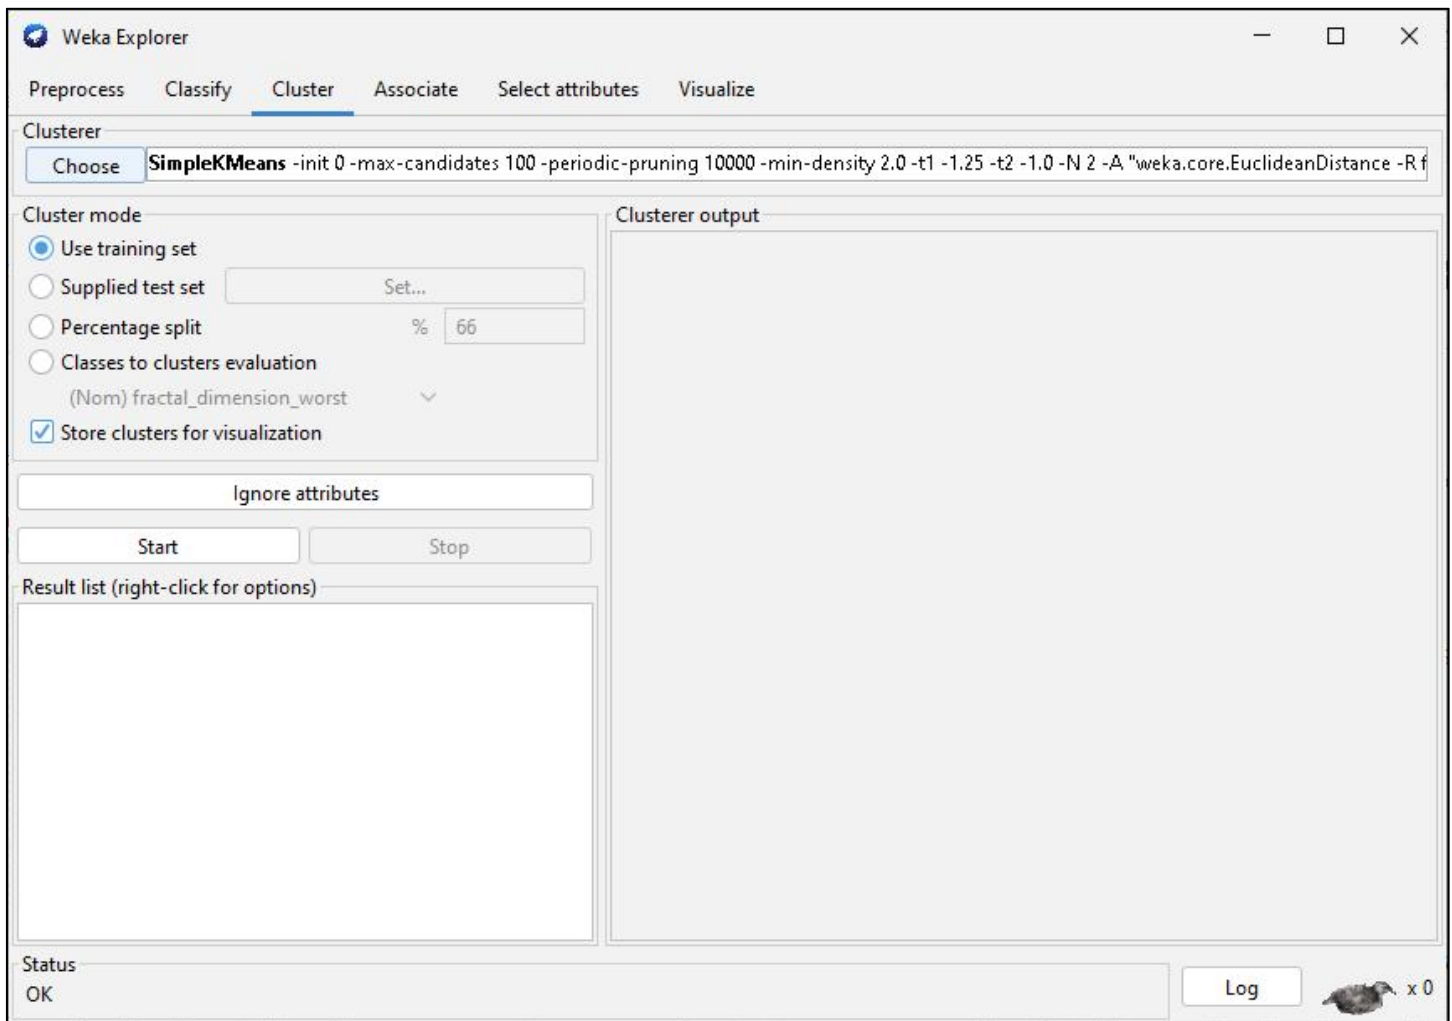 Weka Explorer
Preprocess Classify Cluster Associate Select attributes Visualize
Clusterer
Choose SimpleKMeans -init 0 -max-candidates 100 -periodic-pruning 10000 -min-density 2.0 -t1 -1.25 -t2 -1.0 -N 2 -A "weka.core.EuclideanDistance -R f
Cluster mode
Use training set
Supplied test set Set...
Percentage split % 66
Classes to clusters evaluation
(Nom) fractal_dimension_worst
Store clusters for visualization
Ignore attributes
Start Stop
Result list (right-click for options)
Clusterer output
Status
OK
Log x 0